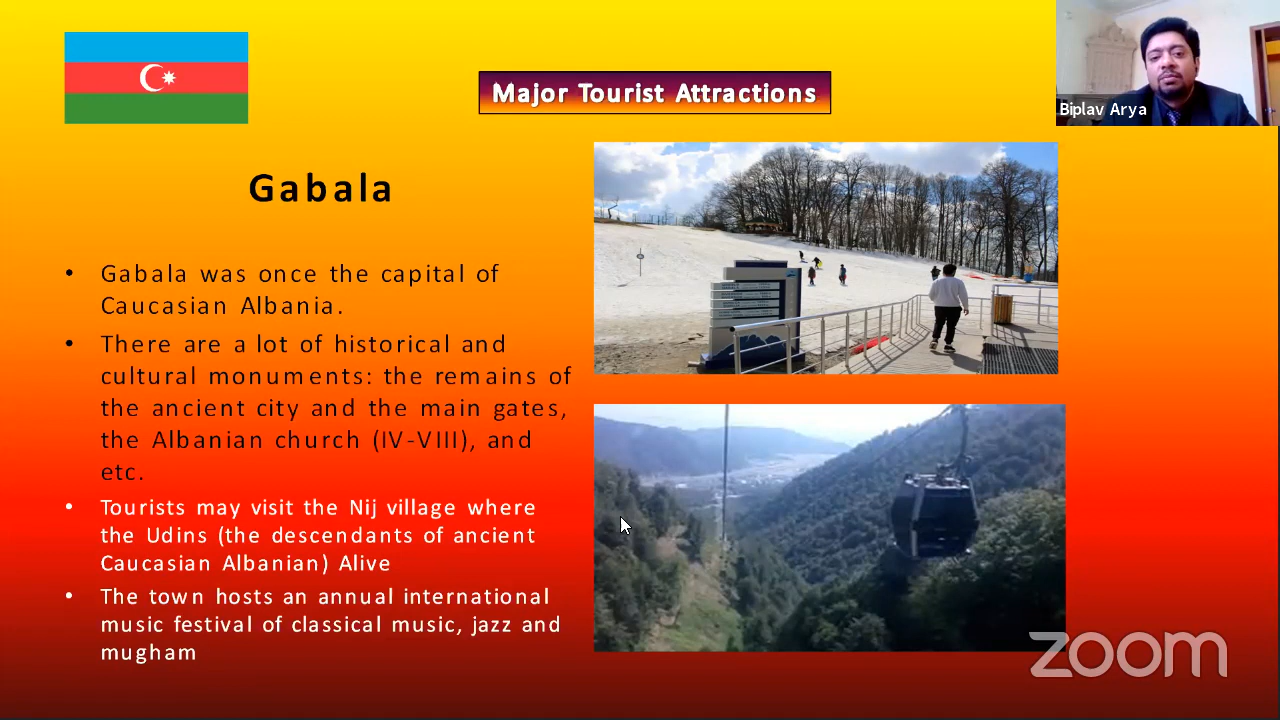 Major Tourist Attractions
Biplav Arya
Gabala
• Gabala was once the capital of
Caucasian Albania.
• There are a lot of historical and
cultural monuments: the remains of
the ancient city and the main gates,
the Albanian church (IV-VIII), and
etc.
• Tourists may visit the Nij village where
the Udins (the descendants of ancient
Caucasian Albanian) Alive
• The town hosts an annual international
music festival of classical music, jazz and
mugham
zoom